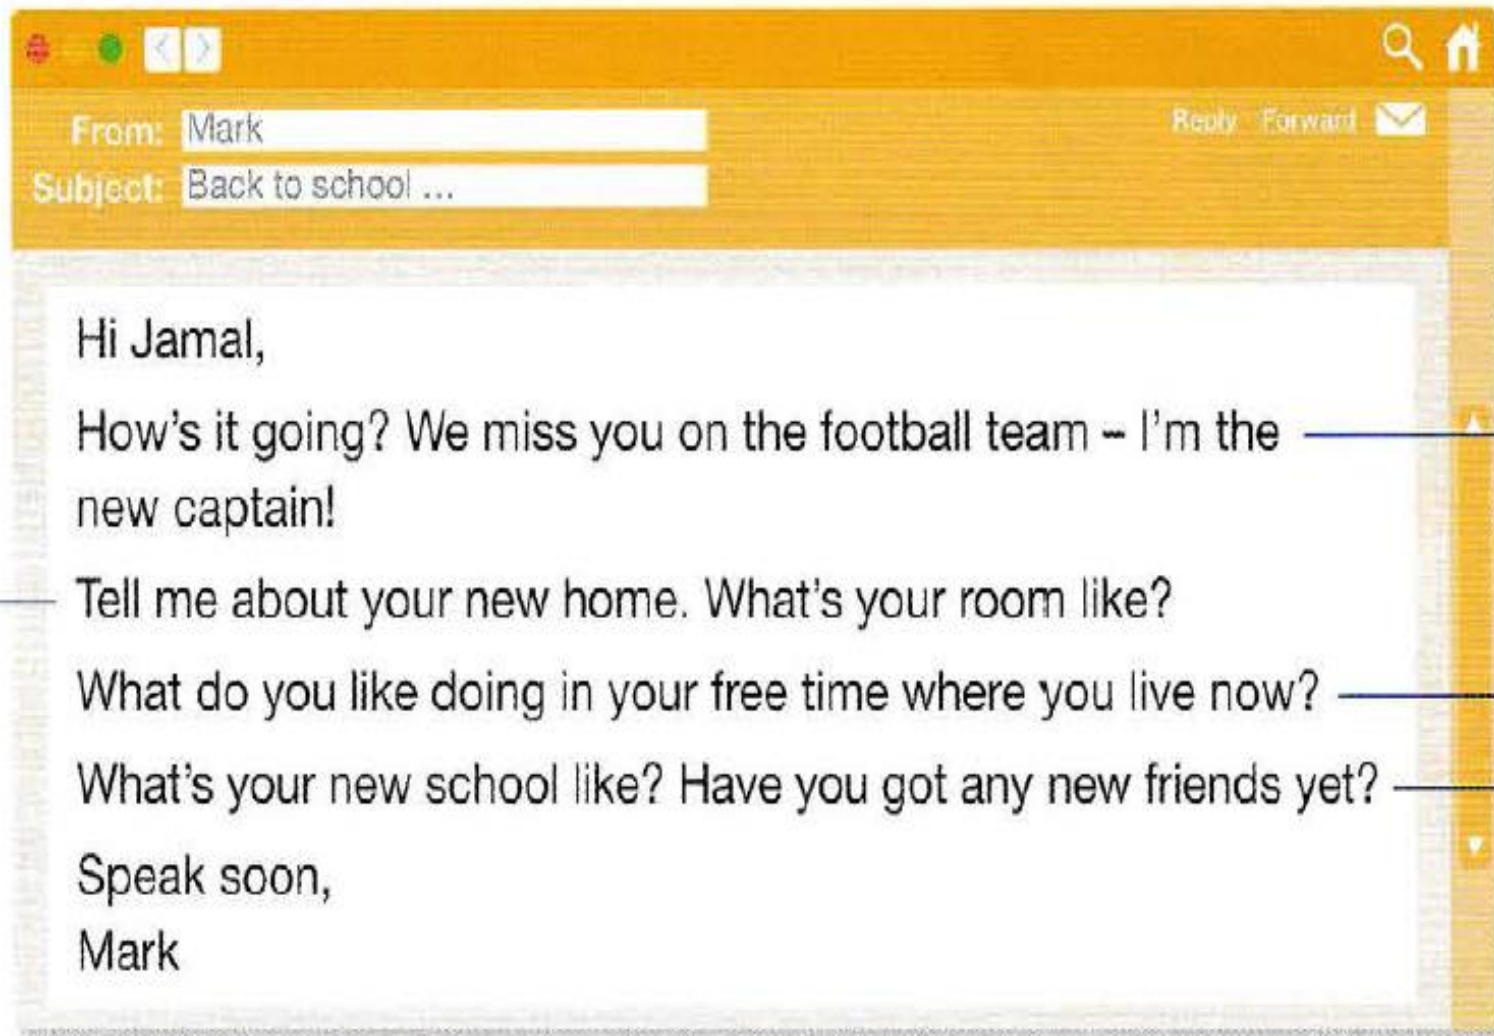 From: Mark
Reply Forward
Subject: Back to school ...
Hi Jamal,
How's it going? We miss you on the football team – I'm the
new captain!
Tell me about your new home. What's your room like?
What do you like doing in your free time where you live now?
What's your new school like? Have you got any new friends yet?
Speak soon,
Mark